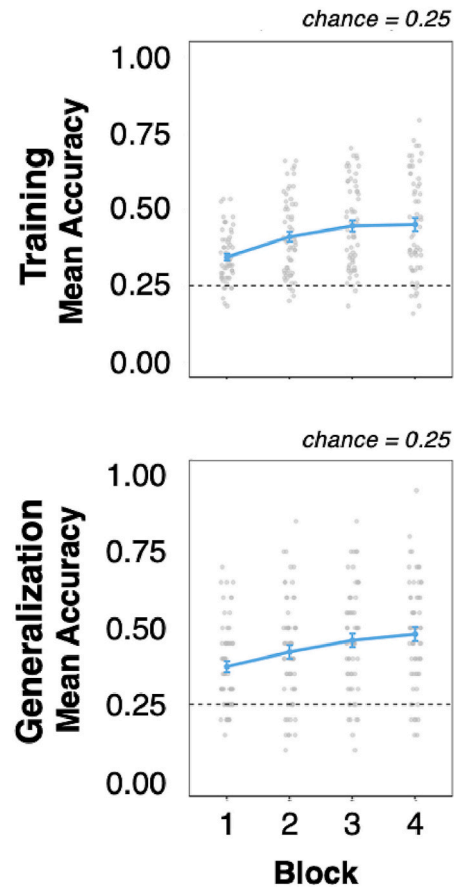 chance = 0.25
1.00
0.75
0.50
0.25
0.00
Training
Mean Accuracy
chance = 0.25
1.00
0.75
0.50
0.25
0.00
Generalization
Mean Accuracy
1 2 3 4
Block